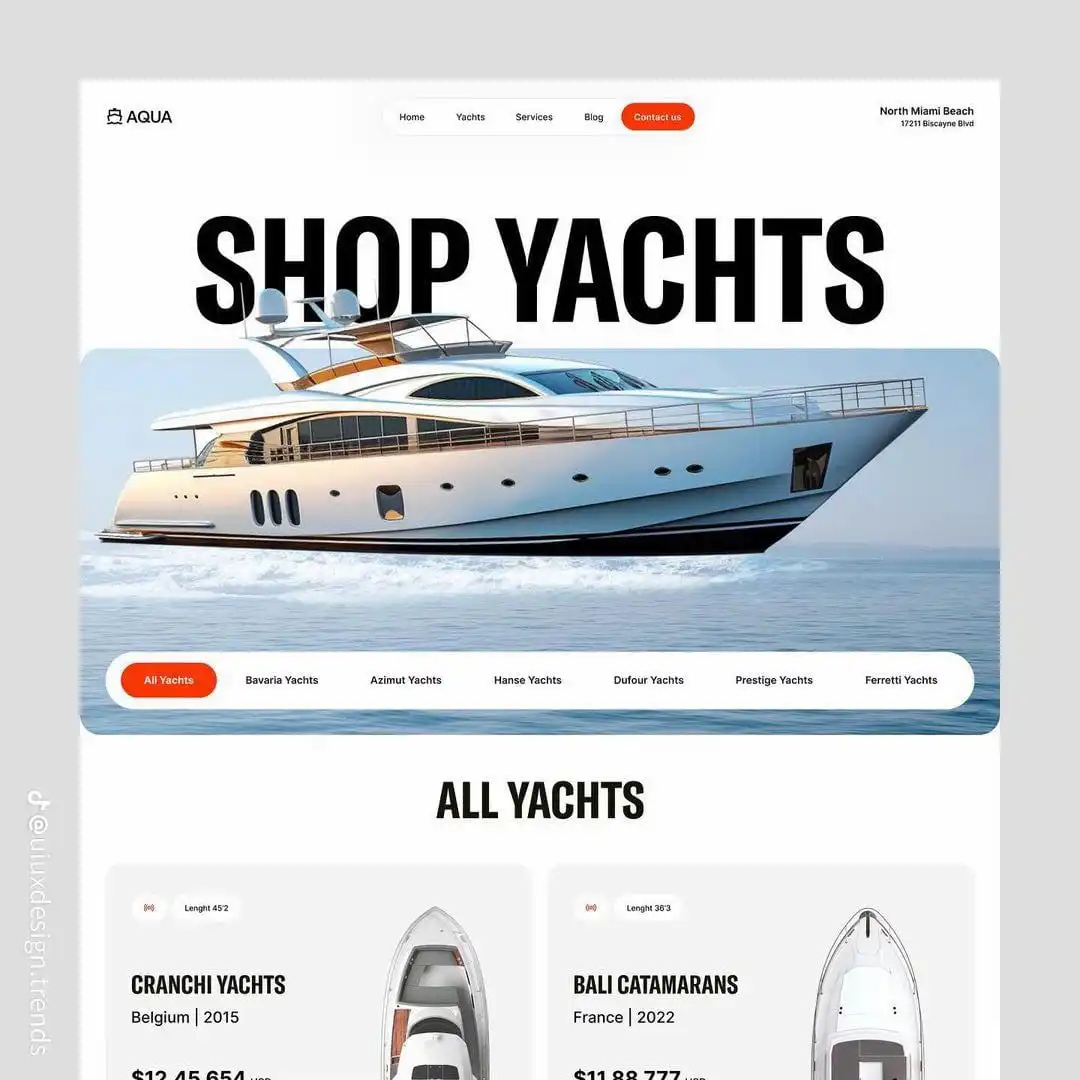 AQUA
Home Yachts Services Blog Contact us
North Miami Beach
17211 Biscayne Blvd
SHOP YACHTS
All Yachts Bavaria Yachts Azimut Yachts Hanse Yachts Dufour Yachts Prestige Yachts Ferretti Yachts
ALL YACHTS
Lenght 45'2
CRANCHI YACHTS
Belgium | 2015
$12,45,654 USD
Lenght 36'3
BALI CATAMARANS
France | 2022
$11,88,777 USD
@uiuxdesign.trends